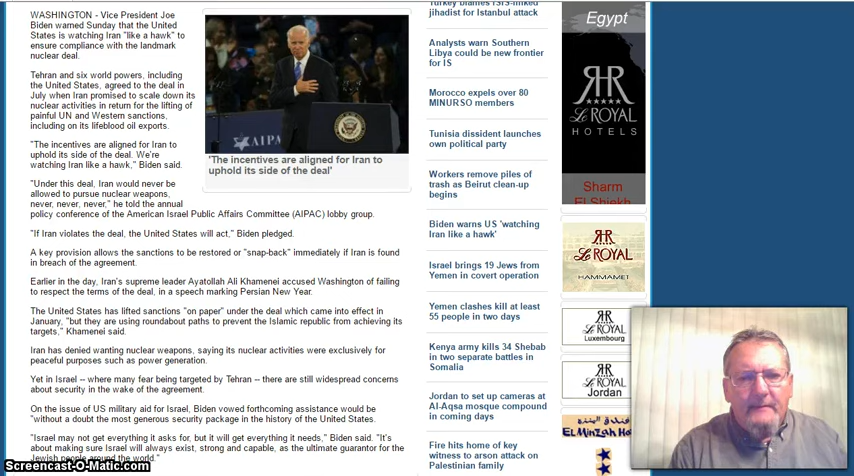 WASHINGTON - Vice President Joe
Biden warned Sunday that the United
States is watching Iran "like a hawk" to
ensure compliance with the landmark
nuclear deal.
Tehran and six world powers, including
the United States, agreed to the deal in
July when Iran promised to scale down its
nuclear activities in return for the lifting of
painful UN and Western sanctions,
including on its lifeblood oil exports.
"The incentives are aligned for Iran to
uphold its side of the deal. We're
watching Iran like a hawk," Biden said.
"Under this deal, Iran would never be
allowed to pursue nuclear weapons,
never, never, never," he told the annual
policy conference of the American Israel Public Affairs Committee (AIPAC) lobby group.
"If Iran violates the deal, the United States will act," Biden pledged.
A key provision allows the sanctions to be restored or "snap-back" immediately if Iran is found
in breach of the agreement.
Earlier in the day, Iran's supreme leader Ayatollah Ali Khamenei accused Washington of failing
to respect the terms of the deal, in a speech marking Persian New Year.
The United States has lifted sanctions "on paper" under the deal which came into effect in
January, "but they are using roundabout paths to prevent the Islamic republic from achieving its
targets," Khamenei said.
Iran has denied wanting nuclear weapons, saying its nuclear activities were exclusively for
peaceful purposes such as power generation.
Yet in Israel -- where many fear being targeted by Tehran -- there are still widespread concerns
about security in the wake of the agreement.
On the issue of US military aid for Israel, Biden vowed forthcoming assistance would be
"without a doubt the most generous security package in the history of the United States.
"Israel may not get everything it asks for, but it will get everything it needs," Biden said. "It's
about making sure Israel will always exist, strong and capable, as the ultimate guarantor for the
Jewish people around the world."
AIPAC
'The incentives are aligned for Iran to
uphold its side of the deal'
Turkey blames ISIS-linked
jihadist for Istanbul attack
Analysts warn Southern
Libya could be new frontier
for IS
Morocco expels over 80
MINURSO members
Tunisia dissident launches
own political party
Workers remove piles of
trash as Beirut clean-up
begins
Biden warns US 'watching
Iran like a hawk'
Israel brings 19 Jews from
Yemen in covert operation
Yemen clashes kill at least
55 people in two days
Kenya army kills 34 Shebab
in two separate battles in
Somalia
Jordan to set up cameras at
Al-Aqsa mosque compound
in coming days
Fire hits home of key
witness to arson attack on
Palestinian family
Egypt
Le ROYAL
HOTELS
Sharm
El Shiekh
Le ROYAL
HAMMAMET
Le ROYAL
Luxembourg
Le ROYAL
Jordan
فندق المنزه
EL MINZAH
Screencast-O-Matic.com